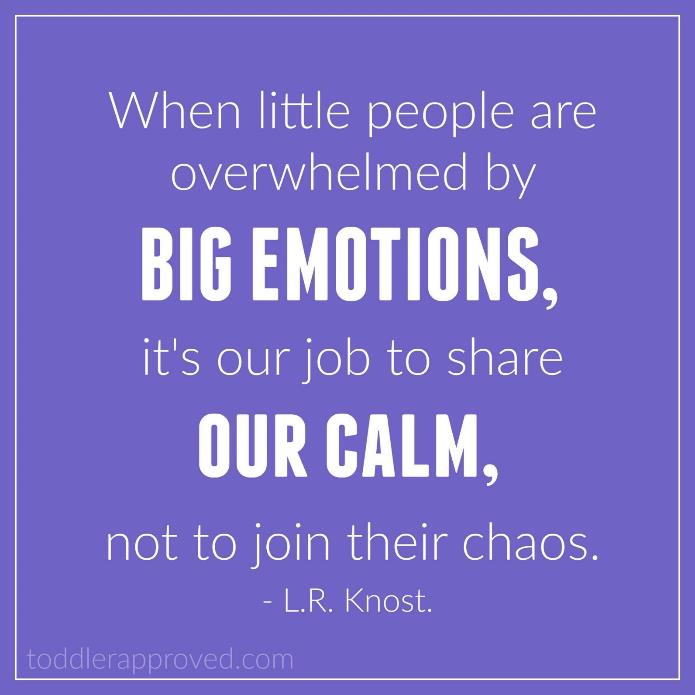 When little people are
overwhelmed by
BIG EMOTIONS,
it's our job to share
OUR CALM,
not to join their chaos.
- L.R. Knost.
toddlerapproved.com